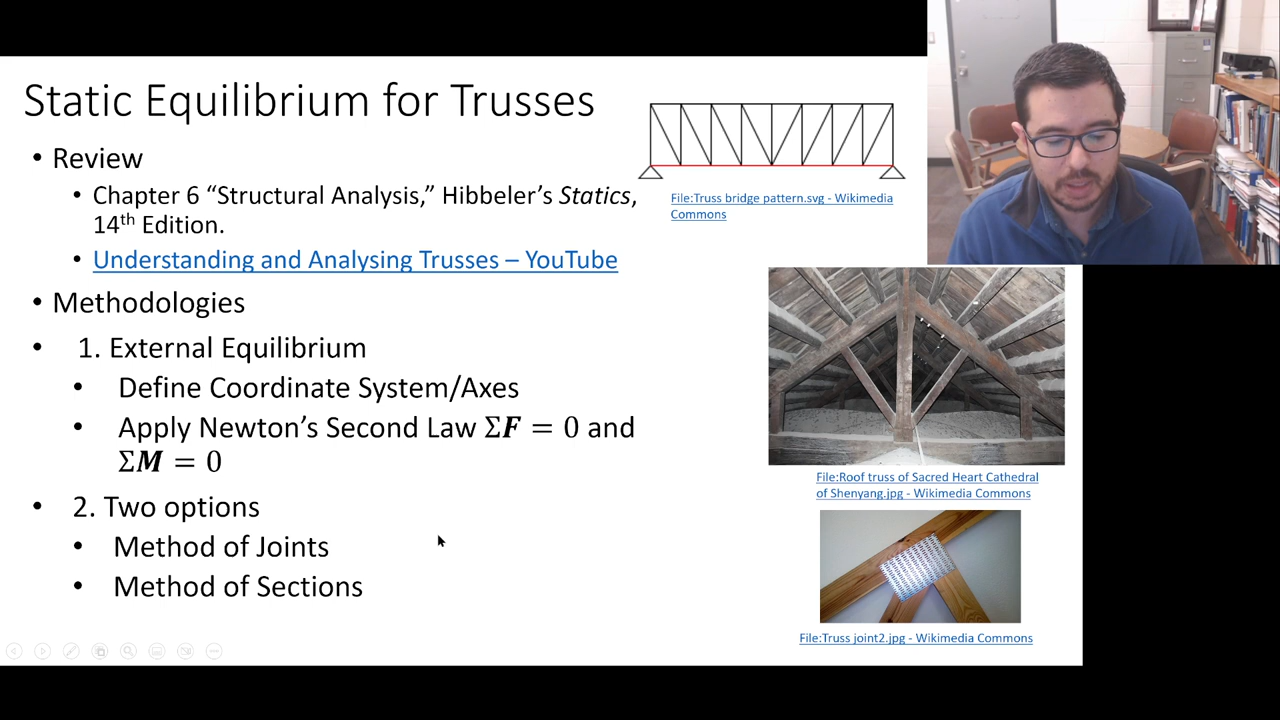 Static Equilibrium for Trusses
• Review
• Chapter 6 “Structural Analysis,” Hibbeler’s Statics,
14th Edition.
• Understanding and Analysing Trusses – YouTube
• Methodologies
• 1. External Equilibrium
• Define Coordinate System/Axes
• Apply Newton’s Second Law Σ𝑭 = 0 and
Σ𝑴 = 0
• 2. Two options
• Method of Joints
• Method of Sections
File:Truss bridge pattern.svg - Wikimedia
Commons
File:Roof truss of Sacred Heart Cathedral
of Shenyang.jpg - Wikimedia Commons
File:Truss joint2.jpg - Wikimedia Commons